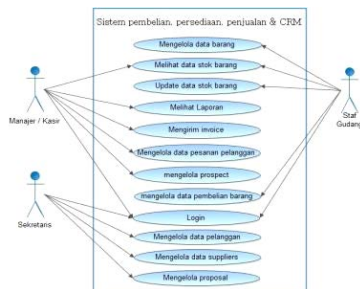 Sistem pembelian, persediaan, penjualan & CRM
Mengelola data barang
Melihat data stok barang
Update data stok barang
Melihat Laporan
Mengirim invoice
Mengelola data pesanan pelanggan
mengelola prospect
mengelola data pembelian barang
Login
Mengelola data pelanggan
Mengelola data suppliers
Mengelola proposal
Manajer / Kasir
Sekretaris
Staf
Gudang